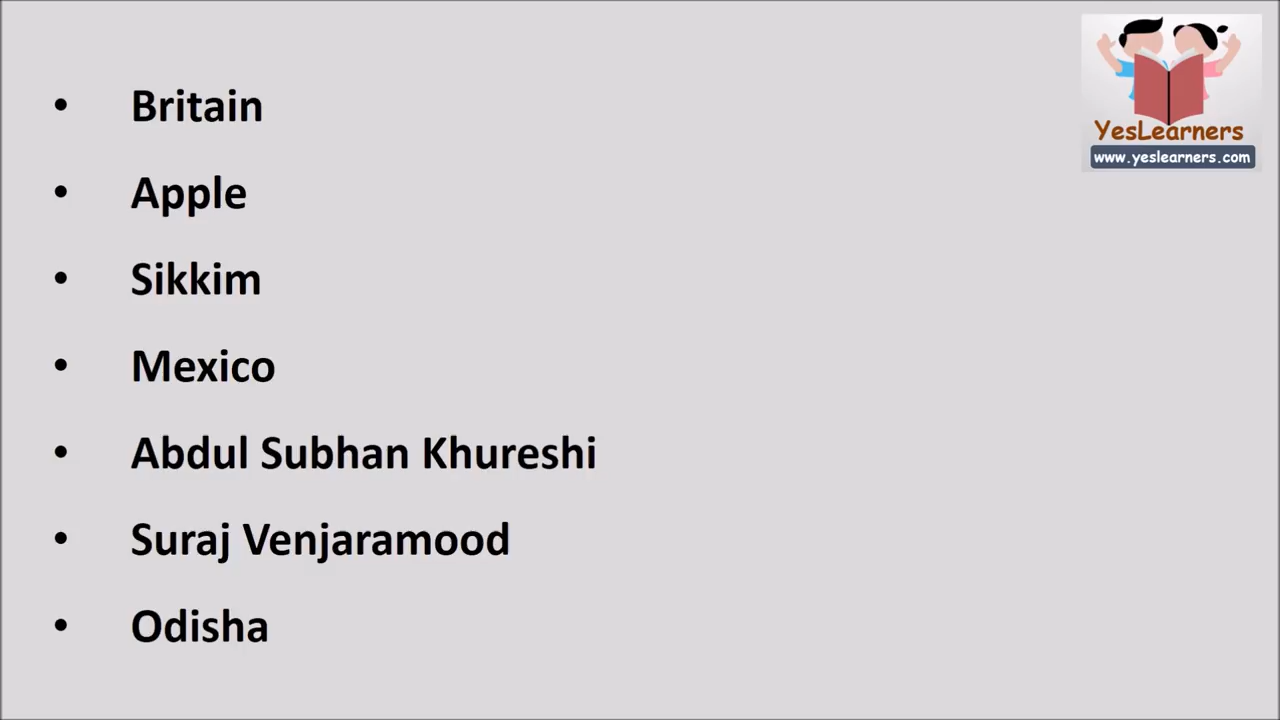 • Britain
• Apple
• Sikkim
• Mexico
• Abdul Subhan Khureshi
• Suraj Venjaramood
• Odisha
YesLearners
www.yeslearners.com